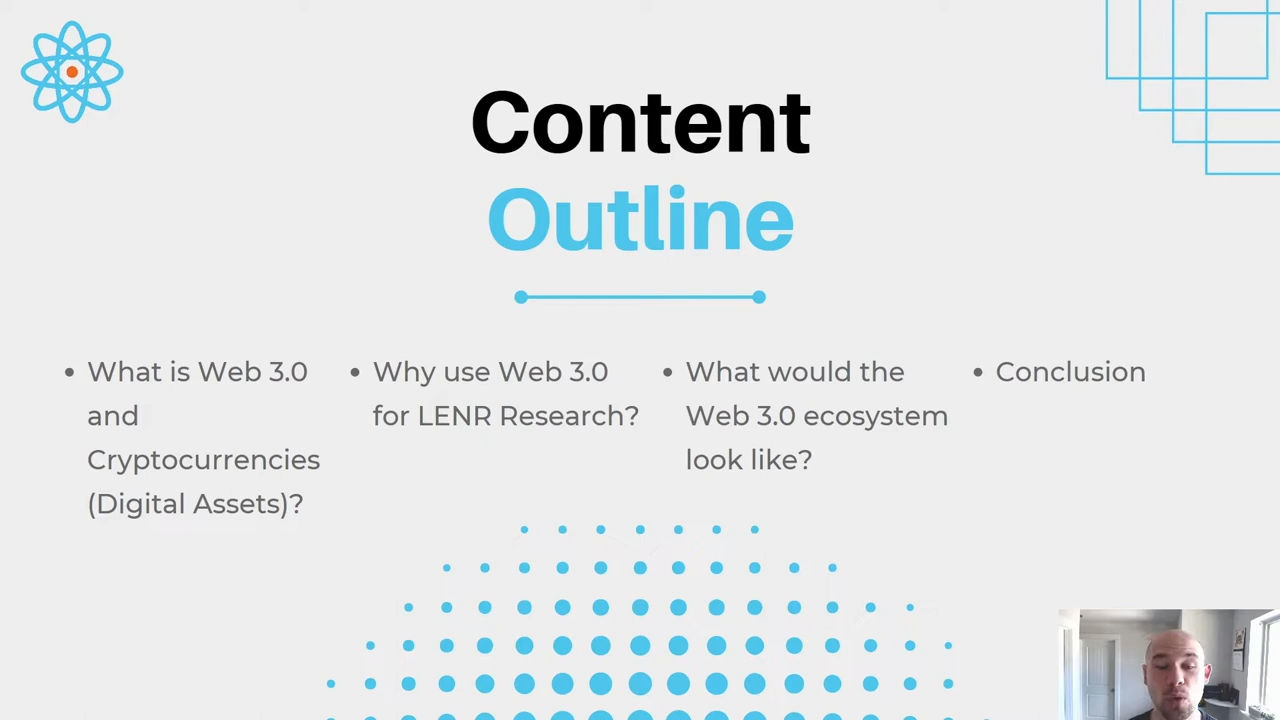 Content
Outline
• What is Web 3.0
and
Cryptocurrencies
(Digital Assets)?
• Why use Web 3.0
for LENR Research?
• What would the
Web 3.0 ecosystem
look like?
• Conclusion